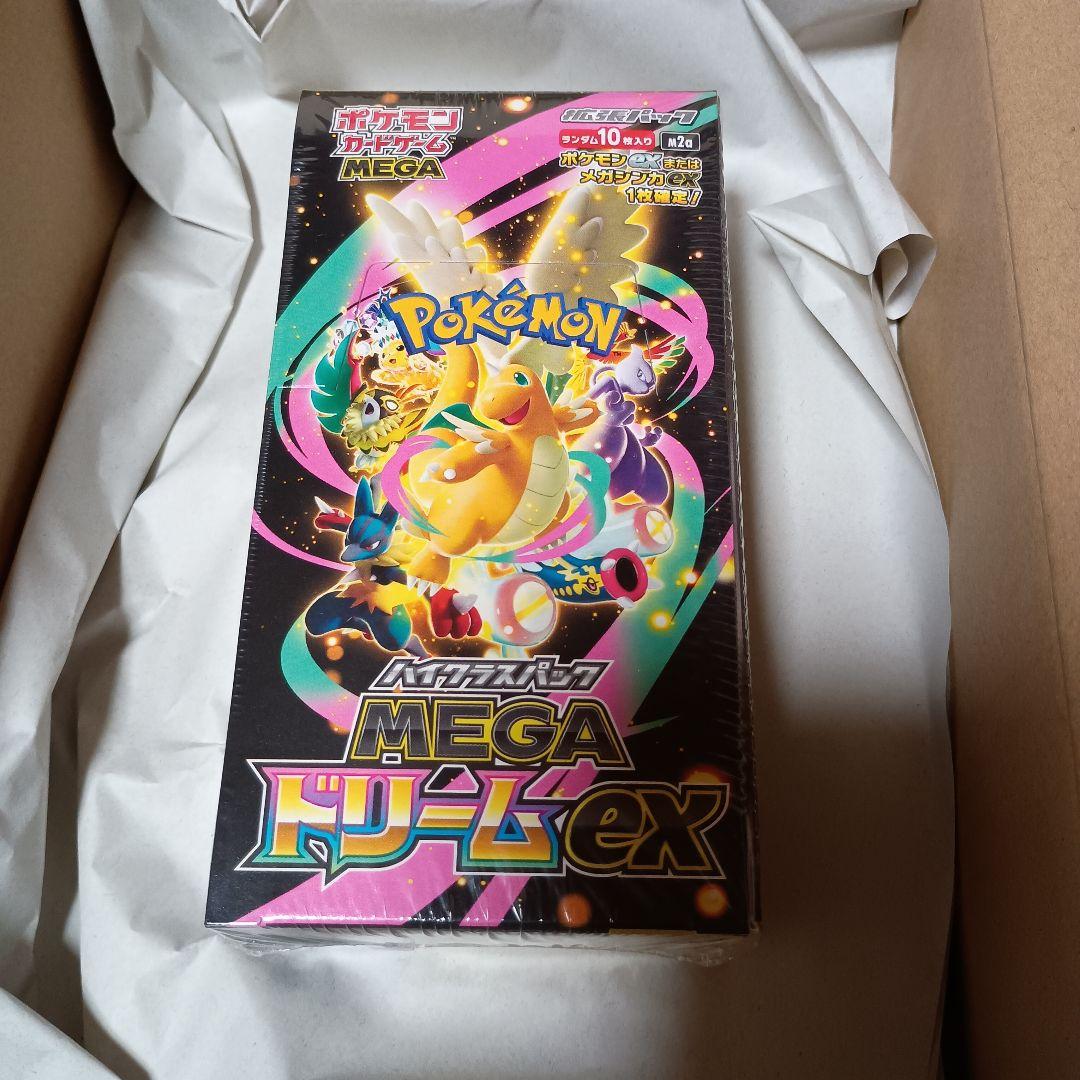 ポケモン
カードゲーム
MEGA
拡張パック
ランダム10枚入り
M2a
ポケモンexまたは
メガシンカex
1枚確定!
POKéMON
TM
ハイクラスパック
MEGA
ドリームex